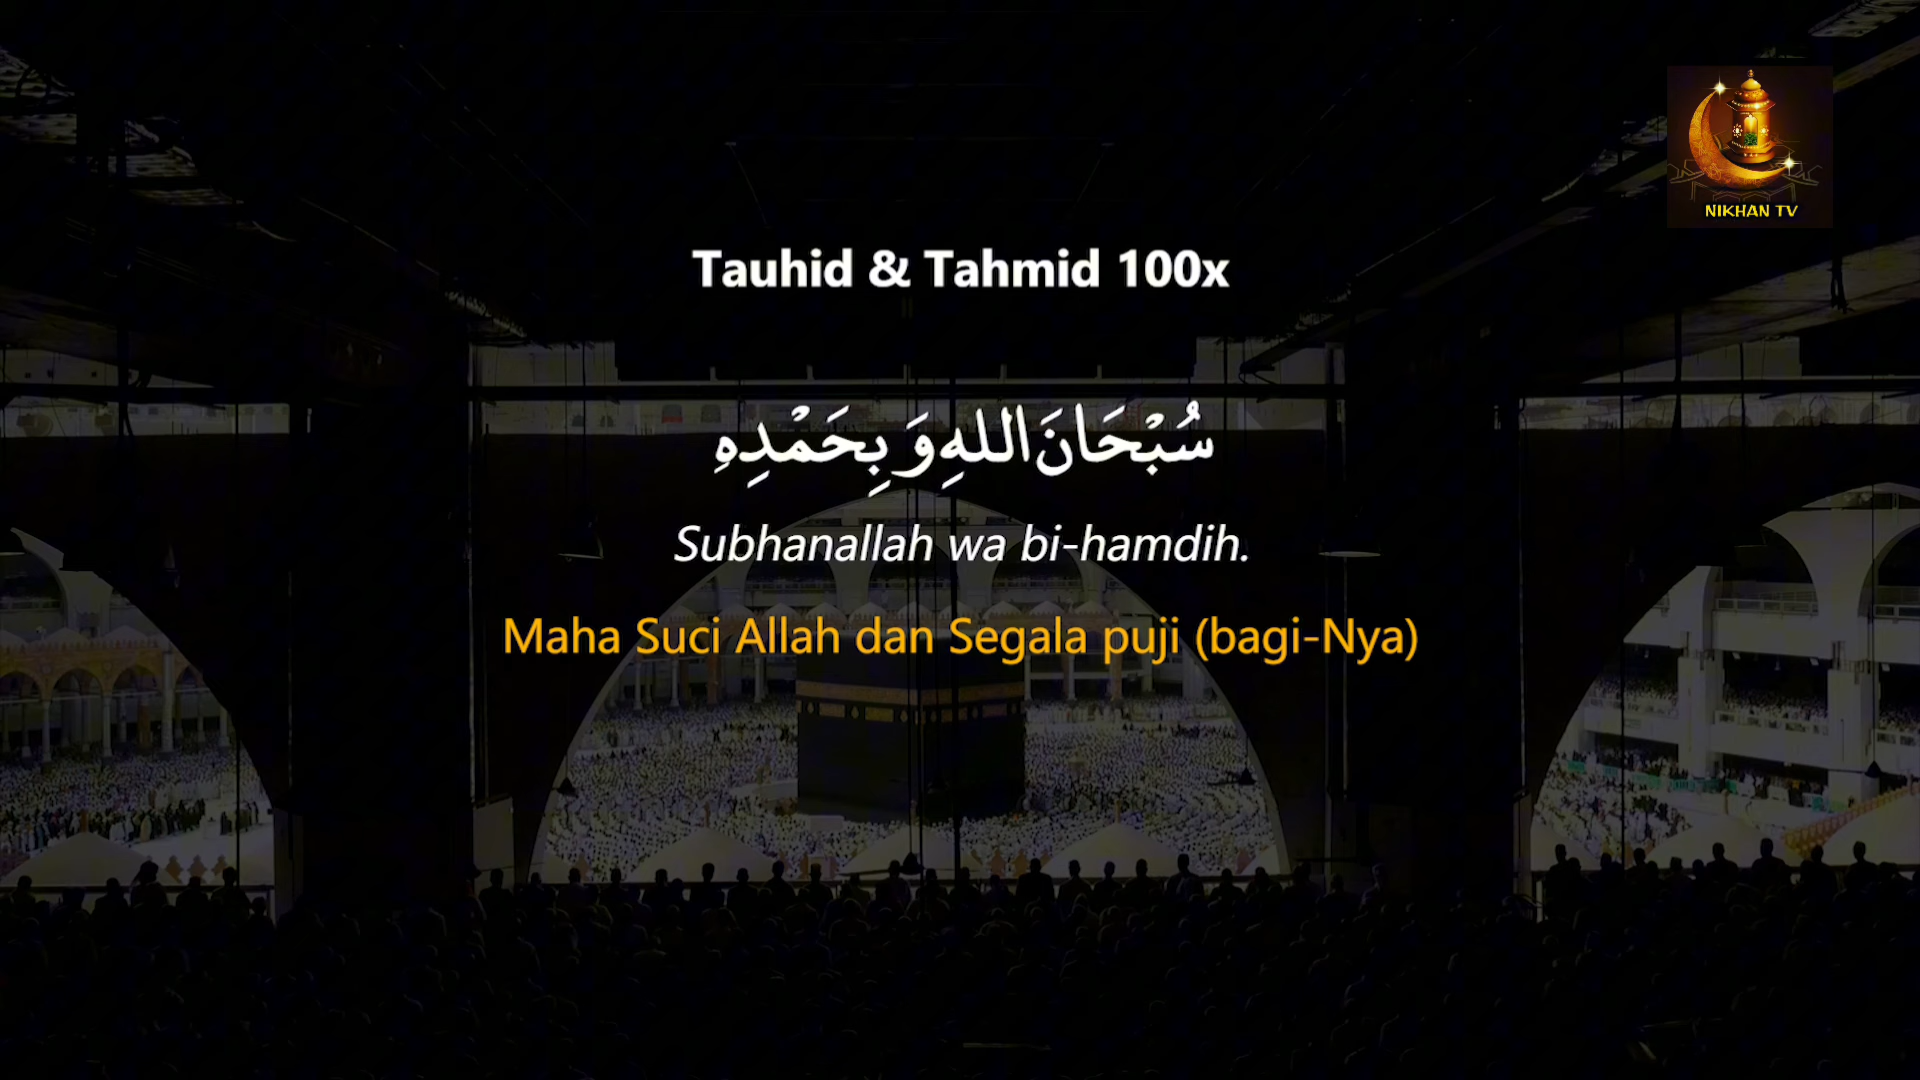 NIKHAN TV
Tauhid & Tahmid 100x
سُبْحَانَ اللهِ وَ بِحَمْدِهِ
Subhanallah wa bi-hamdih.
Maha Suci Allah dan Segala puji (bagi-Nya)